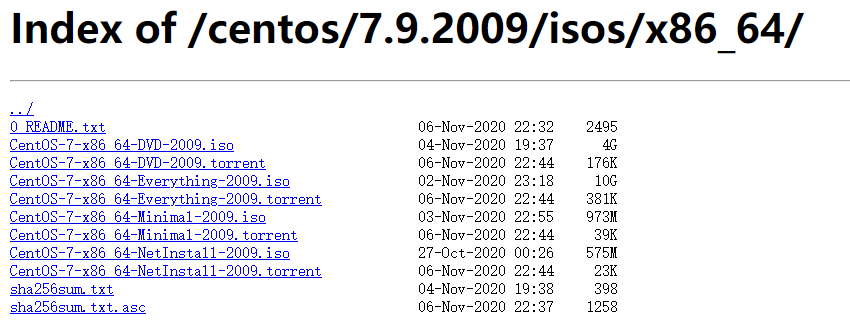 Index of /centos/7.9.2009/isos/x86_64/
../
0_README.txt 06-Nov-2020 22:32 2495
CentOS-7-x86_64-DVD-2009.iso 04-Nov-2020 19:37 4G
CentOS-7-x86_64-DVD-2009.torrent 06-Nov-2020 22:44 176K
CentOS-7-x86_64-Everything-2009.iso 02-Nov-2020 23:18 10G
CentOS-7-x86_64-Everything-2009.torrent 06-Nov-2020 22:44 381K
CentOS-7-x86_64-Minimal-2009.iso 03-Nov-2020 22:55 973M
CentOS-7-x86_64-Minimal-2009.torrent 06-Nov-2020 22:44 39K
CentOS-7-x86_64-NetInstall-2009.iso 27-Oct-2020 00:26 575M
CentOS-7-x86_64-NetInstall-2009.torrent 06-Nov-2020 22:44 23K
sha256sum.txt 04-Nov-2020 19:38 398
sha256sum.txt.asc 06-Nov-2020 22:37 1258